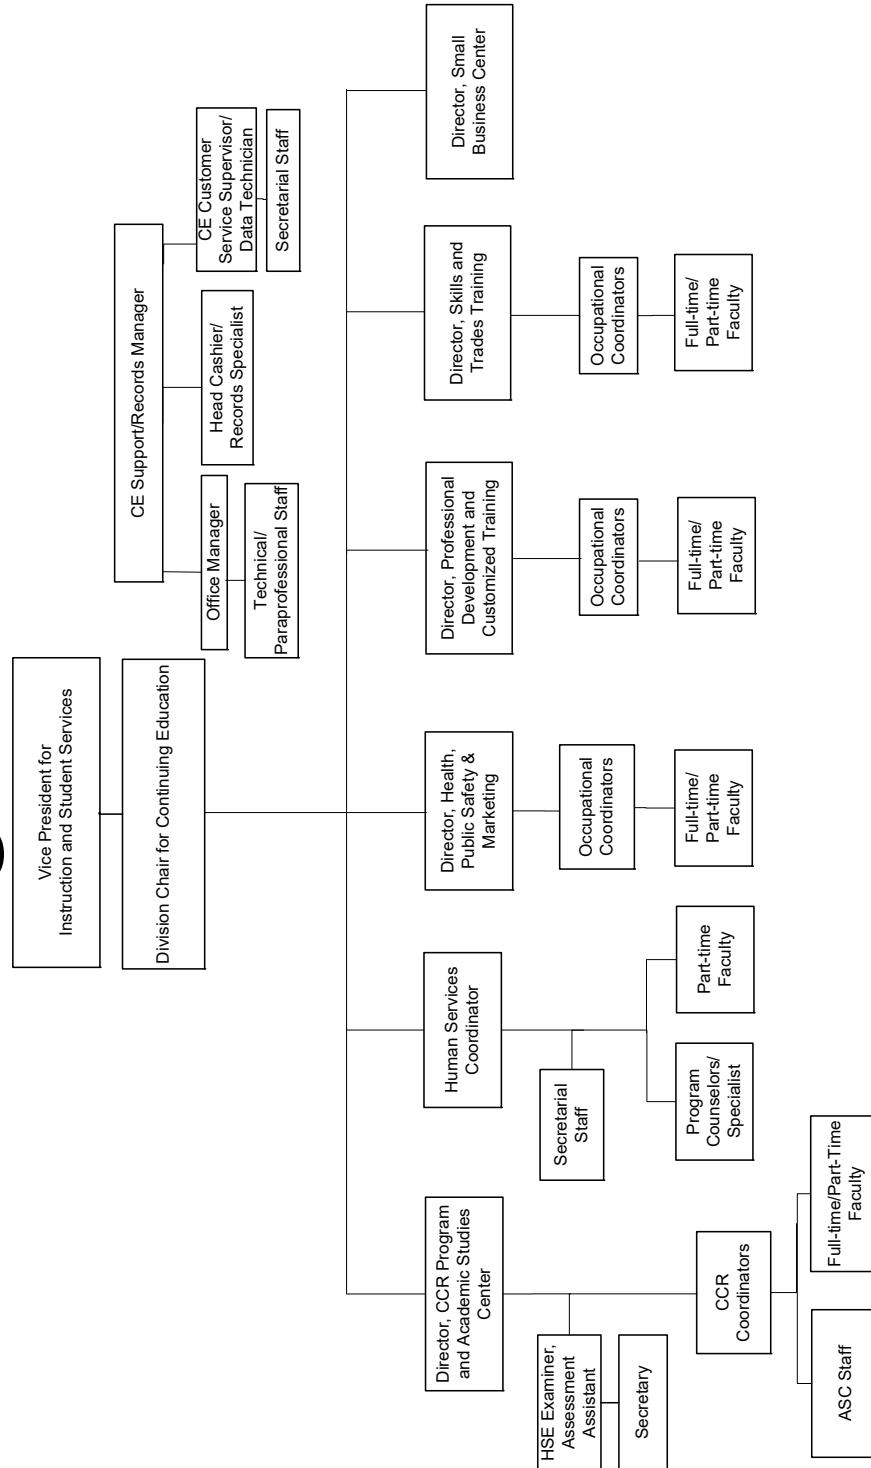 Vice President for
Instruction and Student Services
Division Chair for Continuing Education
CE Support/Records Manager
Office Manager
Technical/
Paraprofessional Staff
Head Cashier/
Records Specialist
CE Customer
Service Supervisor/
Data Technician
Secretarial Staff
Director, CCR Program
and Academic Studies
Center
HSE Examiner,
Assessment
Assistant
Secretary
CCR
Coordinators
ASC Staff
Full-time/Part-Time
Faculty
Human Services
Coordinator
Secretarial
Staff
Program
Counselors/
Specialist
Part-time
Faculty
Director, Health,
Public Safety &
Marketing
Occupational
Coordinators
Full-time/
Part-time
Faculty
Director, Professional
Development and
Customized Training
Occupational
Coordinators
Full-time/
Part-time
Faculty
Director, Skills and
Trades Training
Occupational
Coordinators
Full-time/
Part-time
Faculty
Director, Small
Business Center